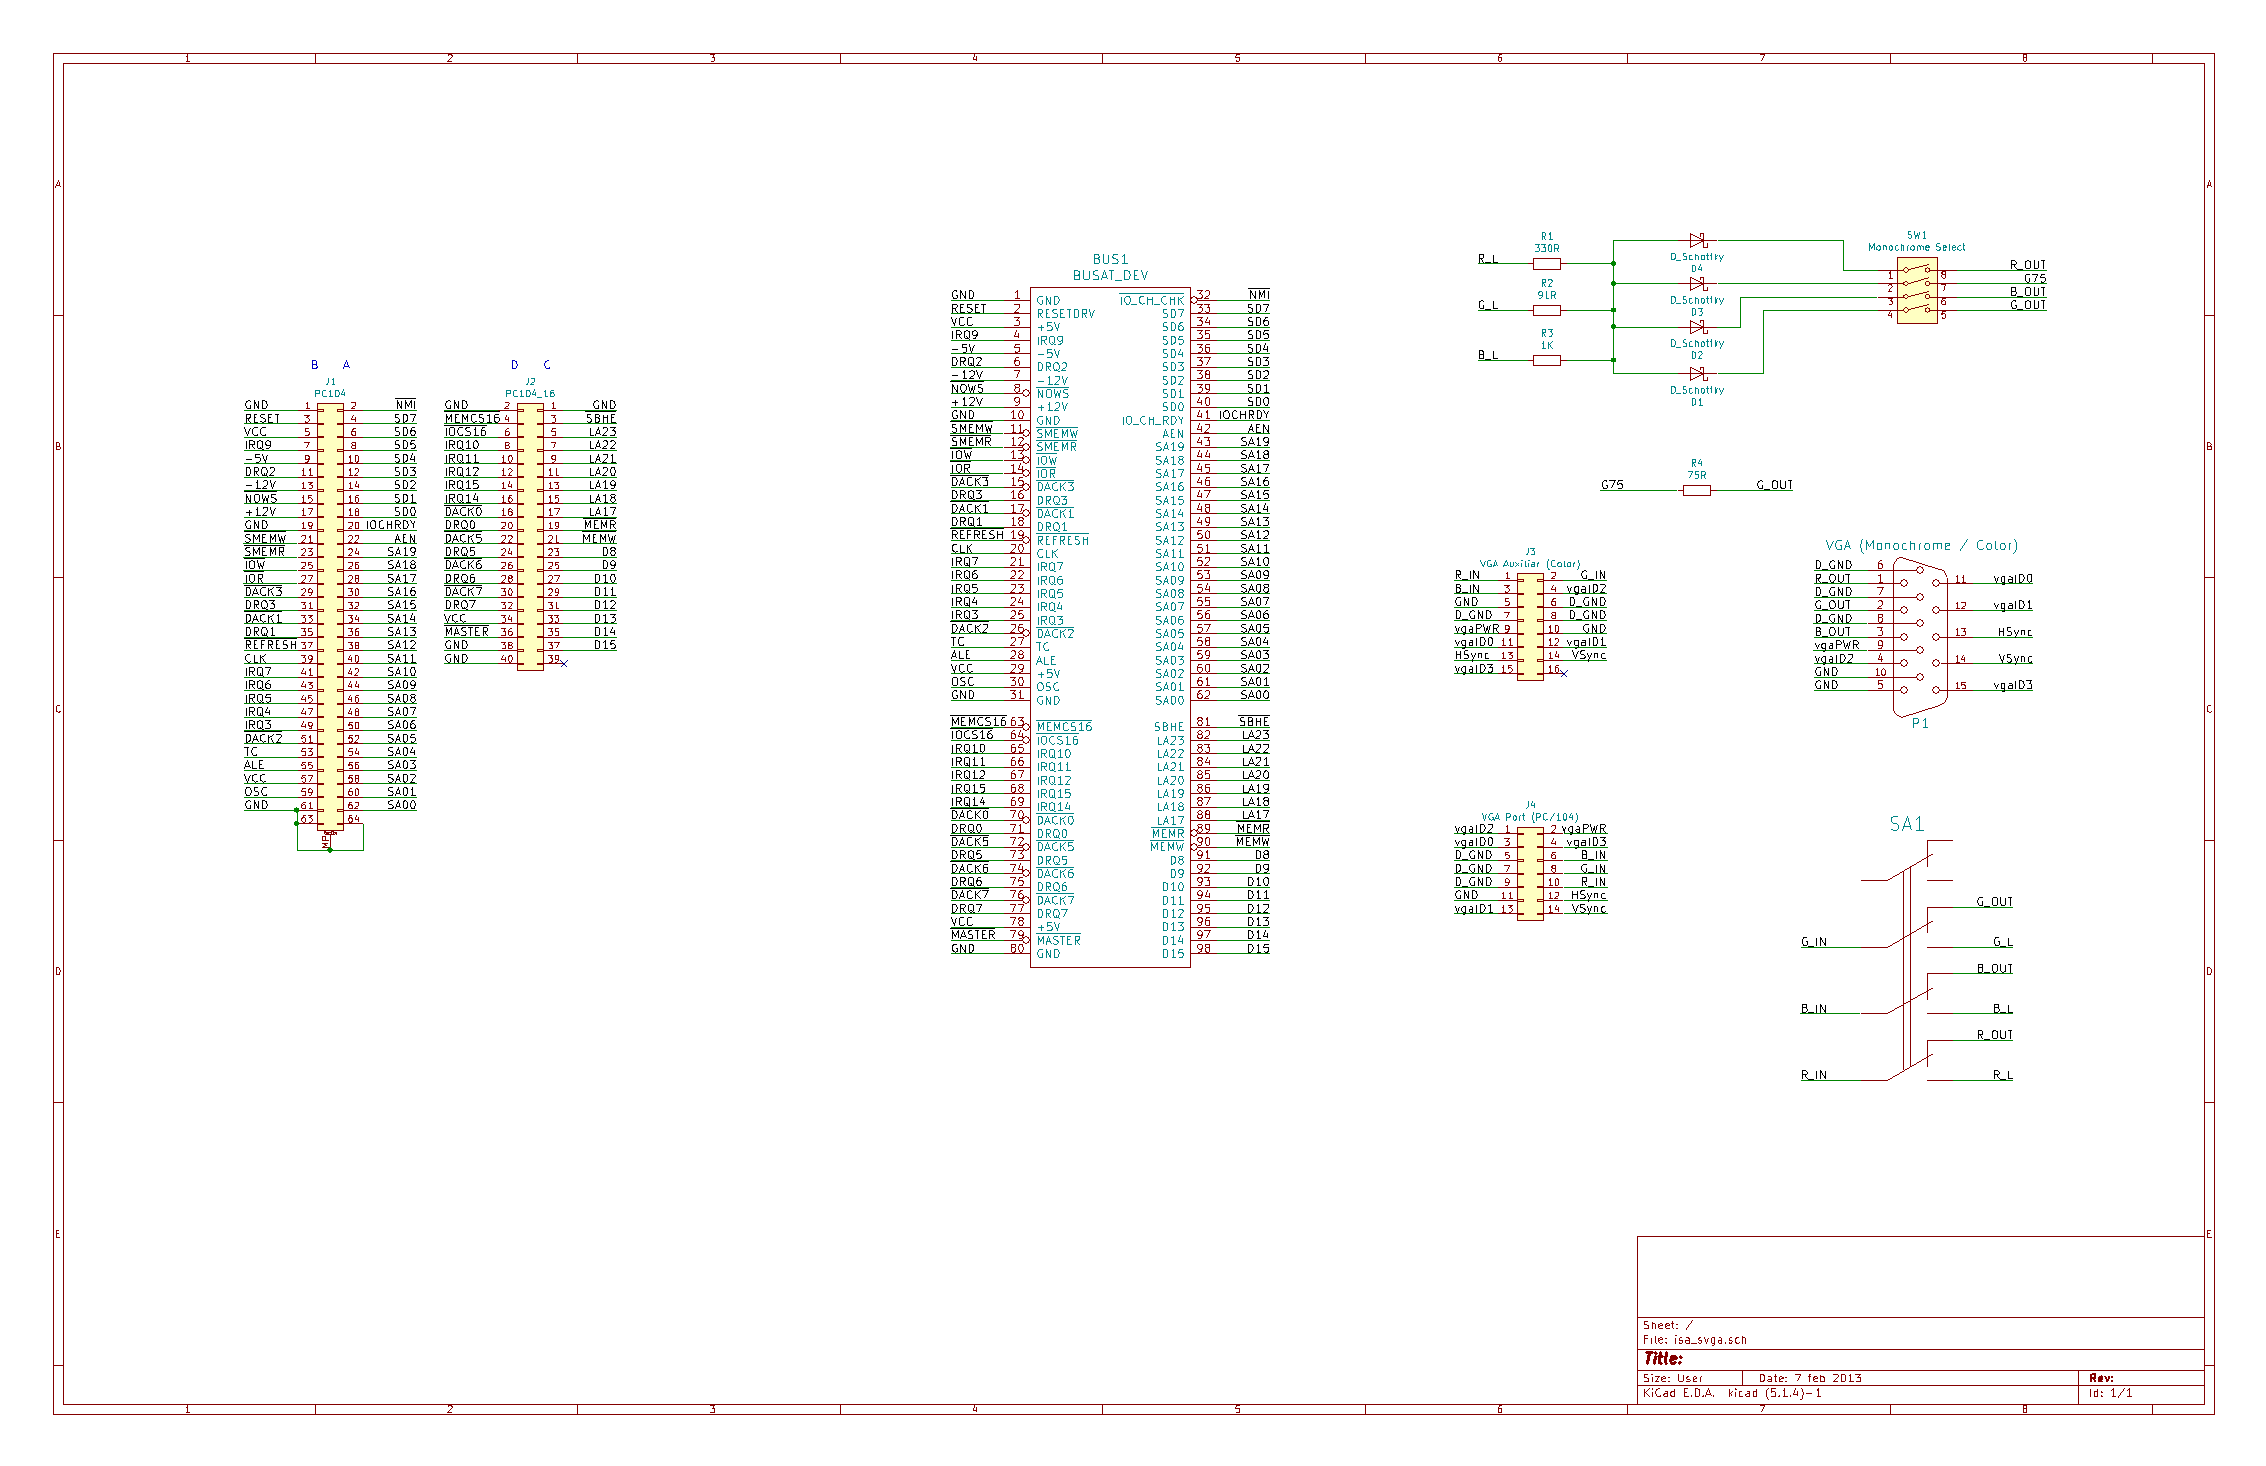 1 2 3 4 5 6 7 8
A B C D E
B A
J1
PC104
GND 1 2 NMI
RESET 3 4 SD7
VCC 5 6 SD6
IRQ9 7 8 SD5
-5V 9 10 SD4
DRQ2 11 12 SD3
-12V 13 14 SD2
NOWS 15 16 SD1
+12V 17 18 SD0
GND 19 20 IOCHRDY
SMEMW 21 22 AEN
SMEMR 23 24 SA19
IOW 25 26 SA18
IOR 27 28 SA17
DACK3 29 30 SA16
DRQ3 31 32 SA15
DACK1 33 34 SA14
DRQ1 35 36 SA13
REFRESH 37 38 SA12
CLK 39 40 SA11
IRQ7 41 42 SA10
IRQ6 43 44 SA09
IRQ5 45 46 SA08
IRQ4 47 48 SA07
IRQ3 49 50 SA06
DACK2 51 52 SA05
TC 53 54 SA04
ALE 55 56 SA03
VCC 57 58 SA02
OSC 59 60 SA01
GND 61 62 SA00
63 64
MP
D C
J2
PC104_16
GND 2 1 GND
MEMCS16 4 3 SBHE
IOCS16 6 5 LA23
IRQ10 8 7 LA22
IRQ11 10 9 LA21
IRQ12 12 11 LA20
IRQ15 14 13 LA19
IRQ14 16 15 LA18
DACK0 18 17 LA17
DRQ0 20 19 MEMR
DACK5 22 21 MEMW
DRQ5 24 23 D8
DACK6 26 25 D9
DRQ6 28 27 D10
DACK7 30 29 D11
DRQ7 32 31 D12
VCC 34 33 D13
MASTER 36 35 D14
GND 38 37 D15
GND 40 39
BUS1
BUSAT_DEV
GND 1 GND IO_CH_CHK 32 NMI
RESET 2 RESETDRV SD7 33 SD7
VCC 3 +5V SD6 34 SD6
IRQ9 4 IRQ9 SD5 35 SD5
-5V 5 -5V SD4 36 SD4
DRQ2 6 DRQ2 SD3 37 SD3
-12V 7 -12V SD2 38 SD2
NOWS 8 NOWS SD1 39 SD1
+12V 9 +12V SD0 40 SD0
GND 10 GND IO_CH_RDY 41 IOCHRDY
SMEMW 11 SMEMW AEN 42 AEN
SMEMR 12 SMEMR SA19 43 SA19
IOW 13 IOW SA18 44 SA18
IOR 14 IOR SA17 45 SA17
DACK3 15 DACK3 SA16 46 SA16
DRQ3 16 DRQ3 SA15 47 SA15
DACK1 17 DACK1 SA14 48 SA14
DRQ1 18 DRQ1 SA13 49 SA13
REFRESH 19 REFRESH SA12 50 SA12
CLK 20 CLK SA11 51 SA11
IRQ7 21 IRQ7 SA10 52 SA10
IRQ6 22 IRQ6 SA09 53 SA09
IRQ5 23 IRQ5 SA08 54 SA08
IRQ4 24 IRQ4 SA07 55 SA07
IRQ3 25 IRQ3 SA06 56 SA06
DACK2 26 DACK2 SA05 57 SA05
TC 27 TC SA04 58 SA04
ALE 28 ALE SA03 59 SA03
VCC 29 +5V SA02 60 SA02
OSC 30 OSC SA01 61 SA01
GND 31 GND SA00 62 SA00
MEMCS16 63 MEMCS16 SBHE 81 SBHE
IOCS16 64 IOCS16 LA23 82 LA23
IRQ10 65 IRQ10 LA22 83 LA22
IRQ11 66 IRQ11 LA21 84 LA21
IRQ12 67 IRQ12 LA20 85 LA20
IRQ15 68 IRQ15 LA19 86 LA19
IRQ14 69 IRQ14 LA18 87 LA18
DACK0 70 DACK0 LA17 88 LA17
DRQ0 71 DRQ0 MEMR 89 MEMR
DACK5 72 DACK5 MEMW 90 MEMW
DRQ5 73 DRQ5 D8 91 D8
DACK6 74 DACK6 D9 92 D9
DRQ6 75 DRQ6 D10 93 D10
DACK7 76 DACK7 D11 94 D11
DRQ7 77 DRQ7 D12 95 D12
VCC 78 +5V D13 96 D13
MASTER 79 MASTER D14 97 D14
GND 80 GND D15 98 D15
R1
330R
R_L
R2
91R
G_L
R3
1K
B_L
D_Schottky
D4
D_Schottky
D3
D_Schottky
D2
D_Schottky
D1
SW1
Monochrome Select
1 8 R_OUT
2 7 G75
3 6 B_OUT
4 5 G_OUT
R4
75R
G75 G_OUT
J3
VGA Auxiliar (Color)
R_IN 1 2 G_IN
B_IN 3 4 vgaID2
GND 5 6 D_GND
D_GND 7 8 D_GND
vgaPWR 9 10 GND
vgaID0 11 12 vgaID1
HSync 13 14 VSync
vgaID3 15 16
VGA (Monochrome / Color)
D_GND 6
R_OUT 1 11 vgaID0
D_GND 7
G_OUT 2 12 vgaID1
D_GND 8
B_OUT 3 13 HSync
vgaPWR 9
vgaID2 4 14 VSync
GND 10
GND 5 15 vgaID3
P1
J4
VGA Port (PC/104)
vgaID2 1 2 vgaPWR
vgaID0 3 4 vgaID3
D_GND 5 6 B_IN
D_GND 7 8 G_IN
D_GND 9 10 R_IN
GND 11 12 HSync
vgaID1 13 14 VSync
SA1
G_OUT
G_IN G_L
B_OUT
B_IN B_L
R_OUT
R_IN R_L
Sheet: /
File: isa_svga.sch
Title:
Size: User Date: 7 feb 2013 Rev:
KiCad E.D.A. kicad (5.1.4)-1 Id: 1/1
A B C D E
1 2 3 4 5 6 7 8